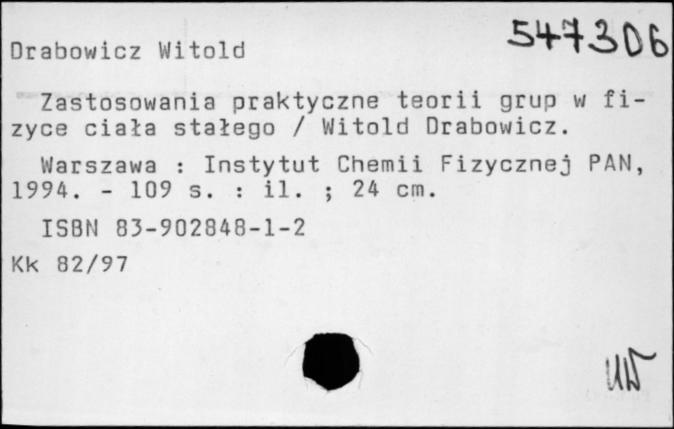 547306
Drabowicz Witold
Zastosowania praktyczne teorii grup w fi-
zyce ciała stałego / Witold Drabowicz.
Warszawa : Instytut Chemii Fizycznej PAN,
1994. - 109 s. : il. ; 24 cm.
ISBN 83-902848-1-2
Kk 82/97